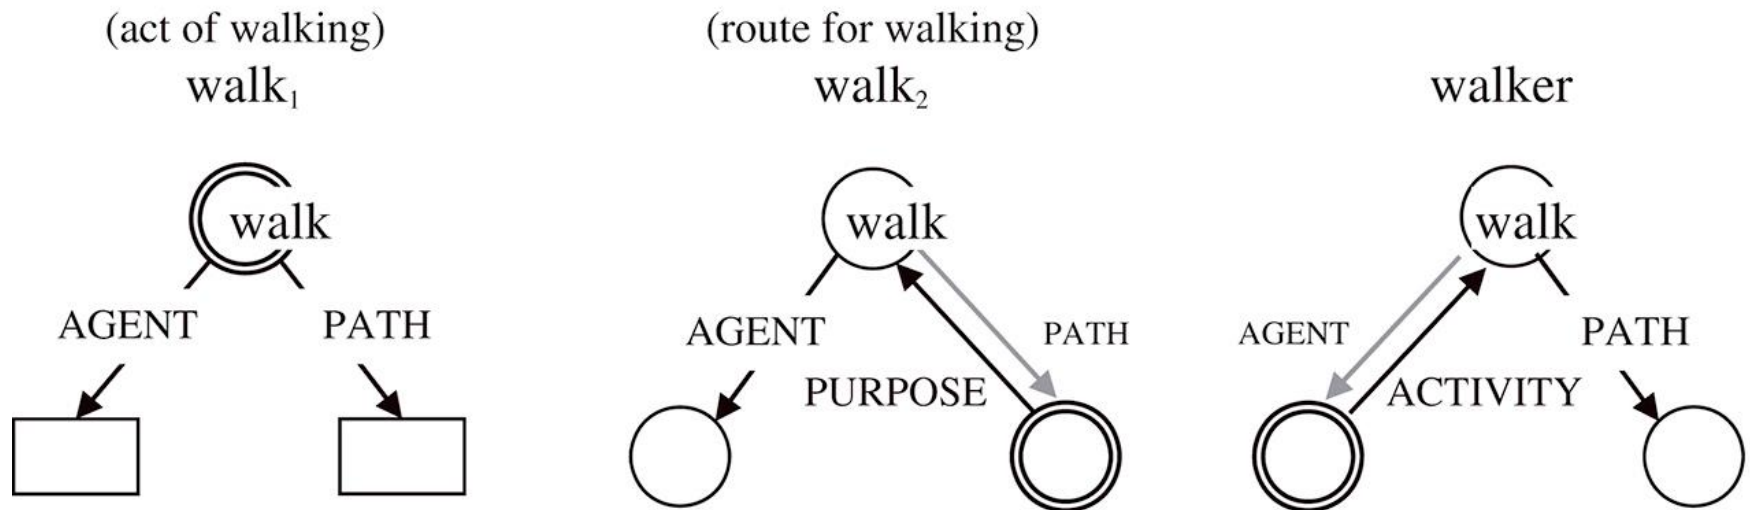 (act of walking)
walk₁
walk
AGENT PATH
(route for walking)
walk₂
walk
AGENT
PATH
PURPOSE
walker
walk
AGENT
PATH
ACTIVITY